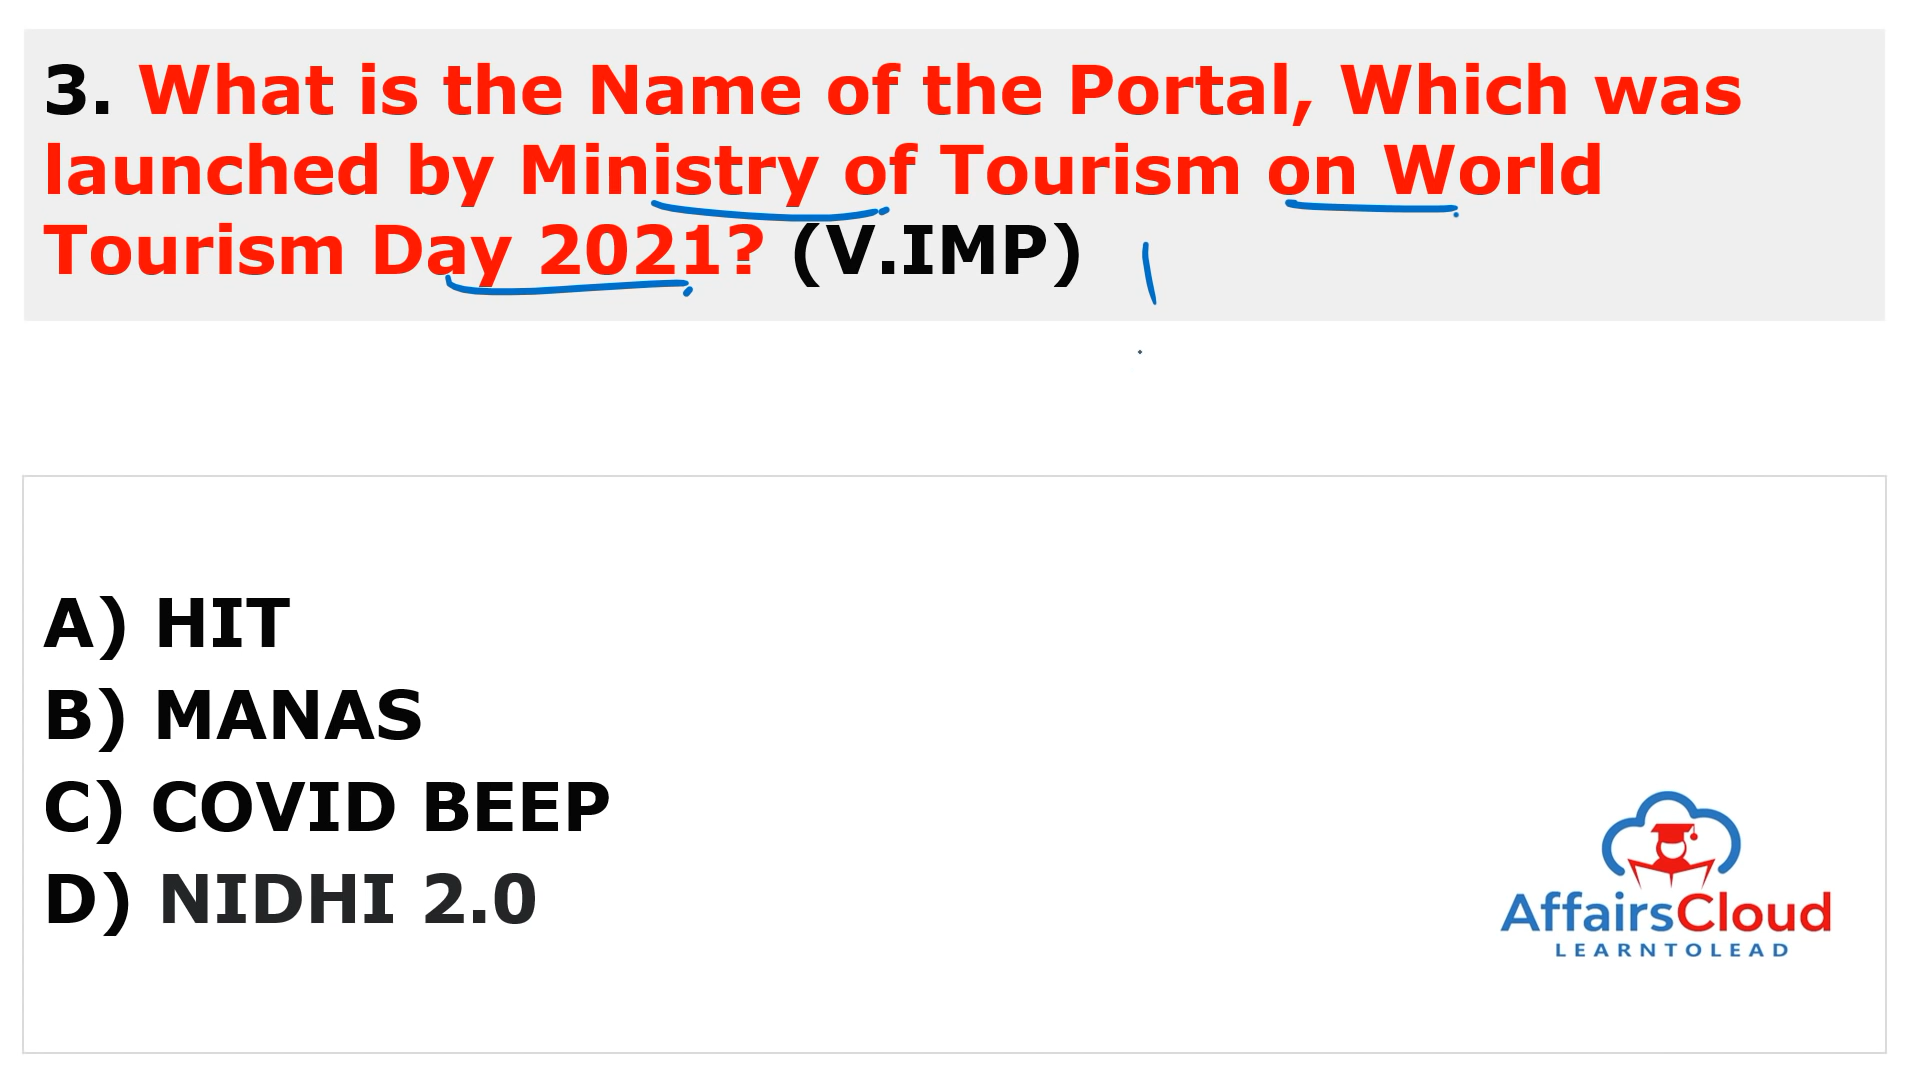 3. What is the Name of the Portal, Which was
launched by Ministry of Tourism on World
Tourism Day 2021? (V.IMP)
A) HIT
B) MANAS
C) COVID BEEP
D) NIDHI 2.0
AffairsCloud
LEARNTOLEAD